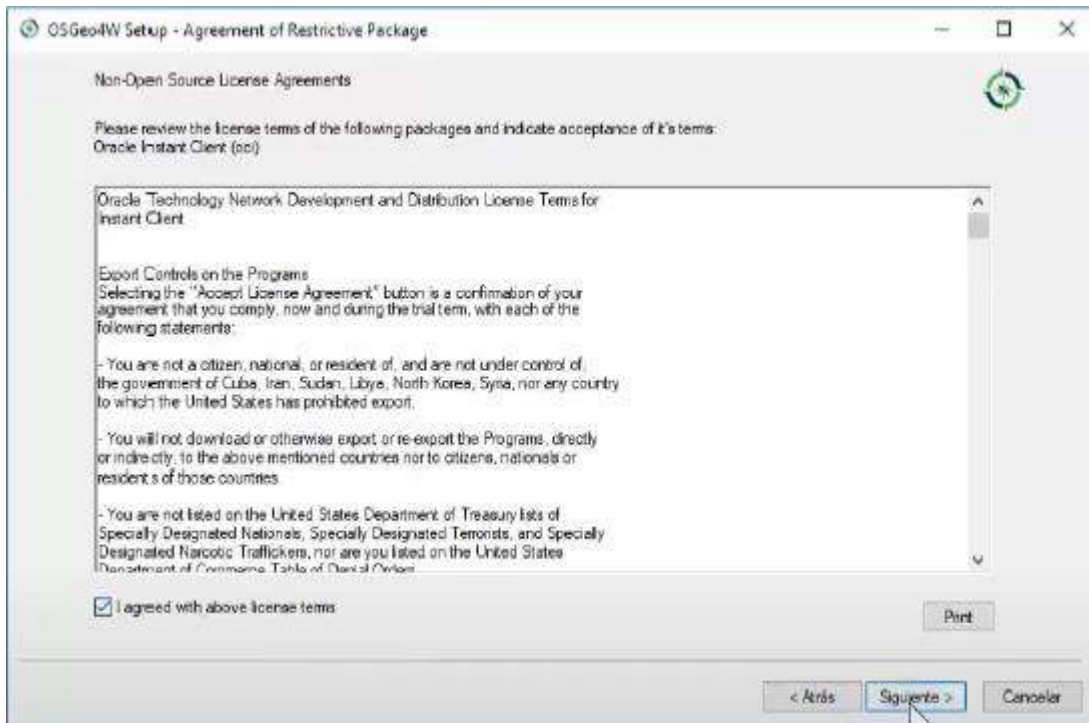 OSGeo4W Setup - Agreement of Restrictive Package
Non-Open Source License Agreements
Please review the license terms of the following packages and indicate acceptance of it's terms:
Oracle Instant Client (oci)
Oracle Technology Network Development and Distribution License Terms for
Instant Client
Export Controls on the Programs
Selecting the "Accept License Agreement" button is a confirmation of your
agreement that you comply, now and during the trial term, with each of the
following statements:
- You are not a citizen, national, or resident of, and are not under control of,
the government of Cuba, Iran, Sudan, Libya, North Korea, Syria, nor any country
to which the United States has prohibited export.
- You will not download or otherwise export or re-export the Programs, directly
or indirectly, to the above mentioned countries nor to citizens, nationals or
residents of those countries.
- You are not listed on the United States Department of Treasury lists of
Specially Designated Nationals, Specially Designated Terrorists, and Specially
Designated Narcotic Traffickers, nor are you listed on the United States
Department of Commerce Table of Denial Orders.
I agreed with above license terms
Print
< Atrás
Siguiente >
Cancelar